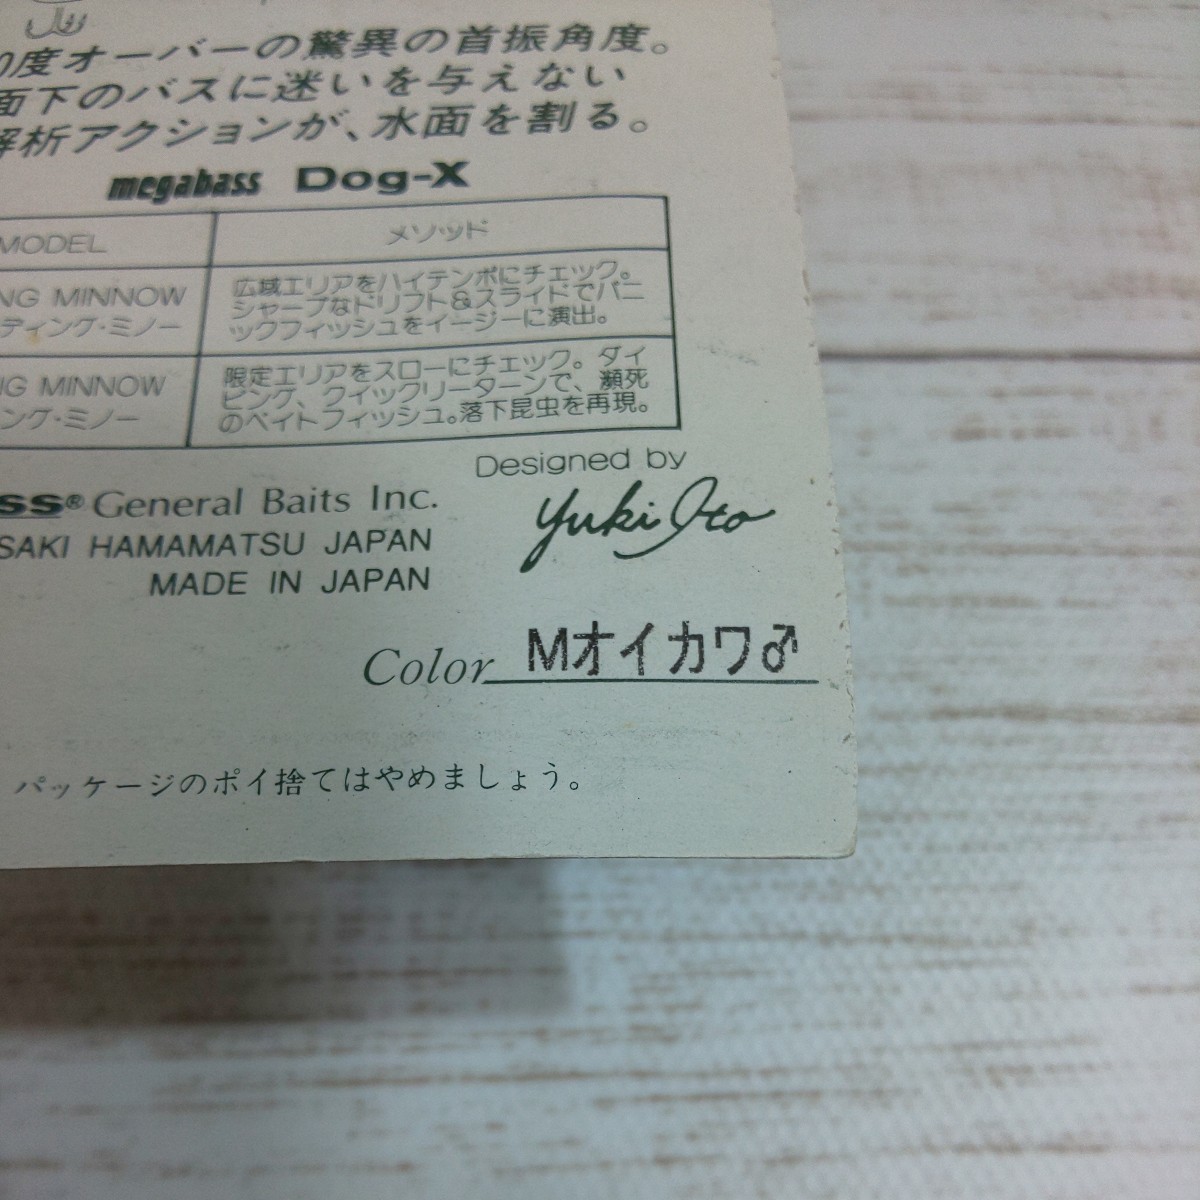 0度オーバーの驚異の首振角度。
面下のバスに迷いを与えない
解析アクションが、水面を割る。
megabass Dog-X
MODEL メソッド
NG MINNOW
ディング・ミノー
広域エリアをハイテンポにチェック。
シャープなドリフト&スライドでパニ
ックフィッシュをイージーに演出。
NG MINNOW
ィング・ミノー
限定エリアをスローにチェック。ダイ
ビング、クイックリーターンで、瀕死
のベイトフィッシュ。落下昆虫を再現。
Designed by
Yuki Ito
ss® General Baits Inc.
SAKI HAMAMATSU JAPAN
MADE IN JAPAN
Color Mオイカワ♂
パッケージのポイ捨てはやめましょう。